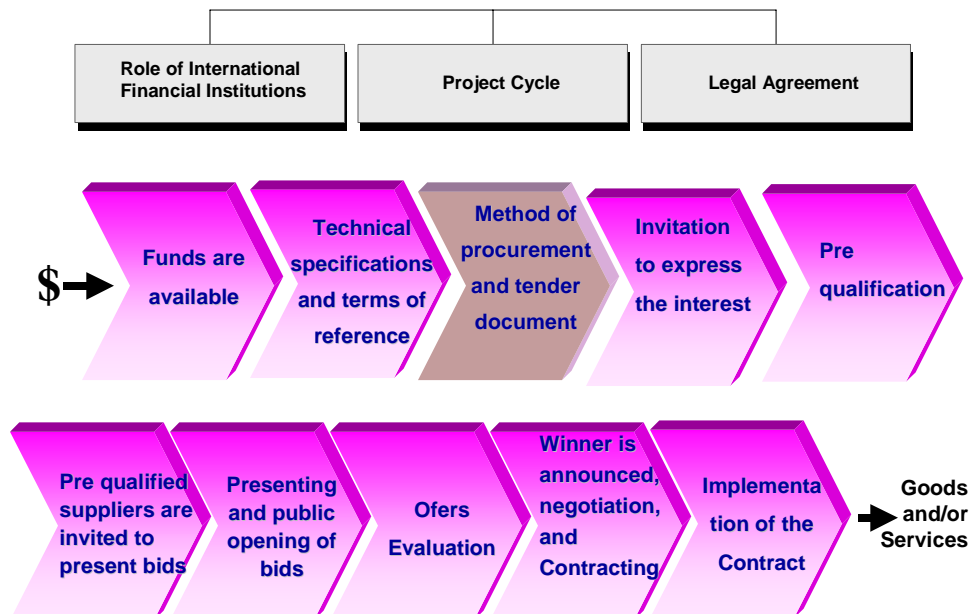 Role of International
Financial Institutions
Project Cycle
Legal Agreement
$
Funds are
available
Technical
specifications
and terms of
reference
Method of
procurement
and tender
document
Invitation
to express
the interest
Pre
qualification
Pre qualified
suppliers are
invited to
present bids
Presenting
and public
opening of
bids
Ofers
Evaluation
Winner is
announced,
negotiation,
and
Contracting
Implementa
tion of the
Contract
Goods
and/or
Services